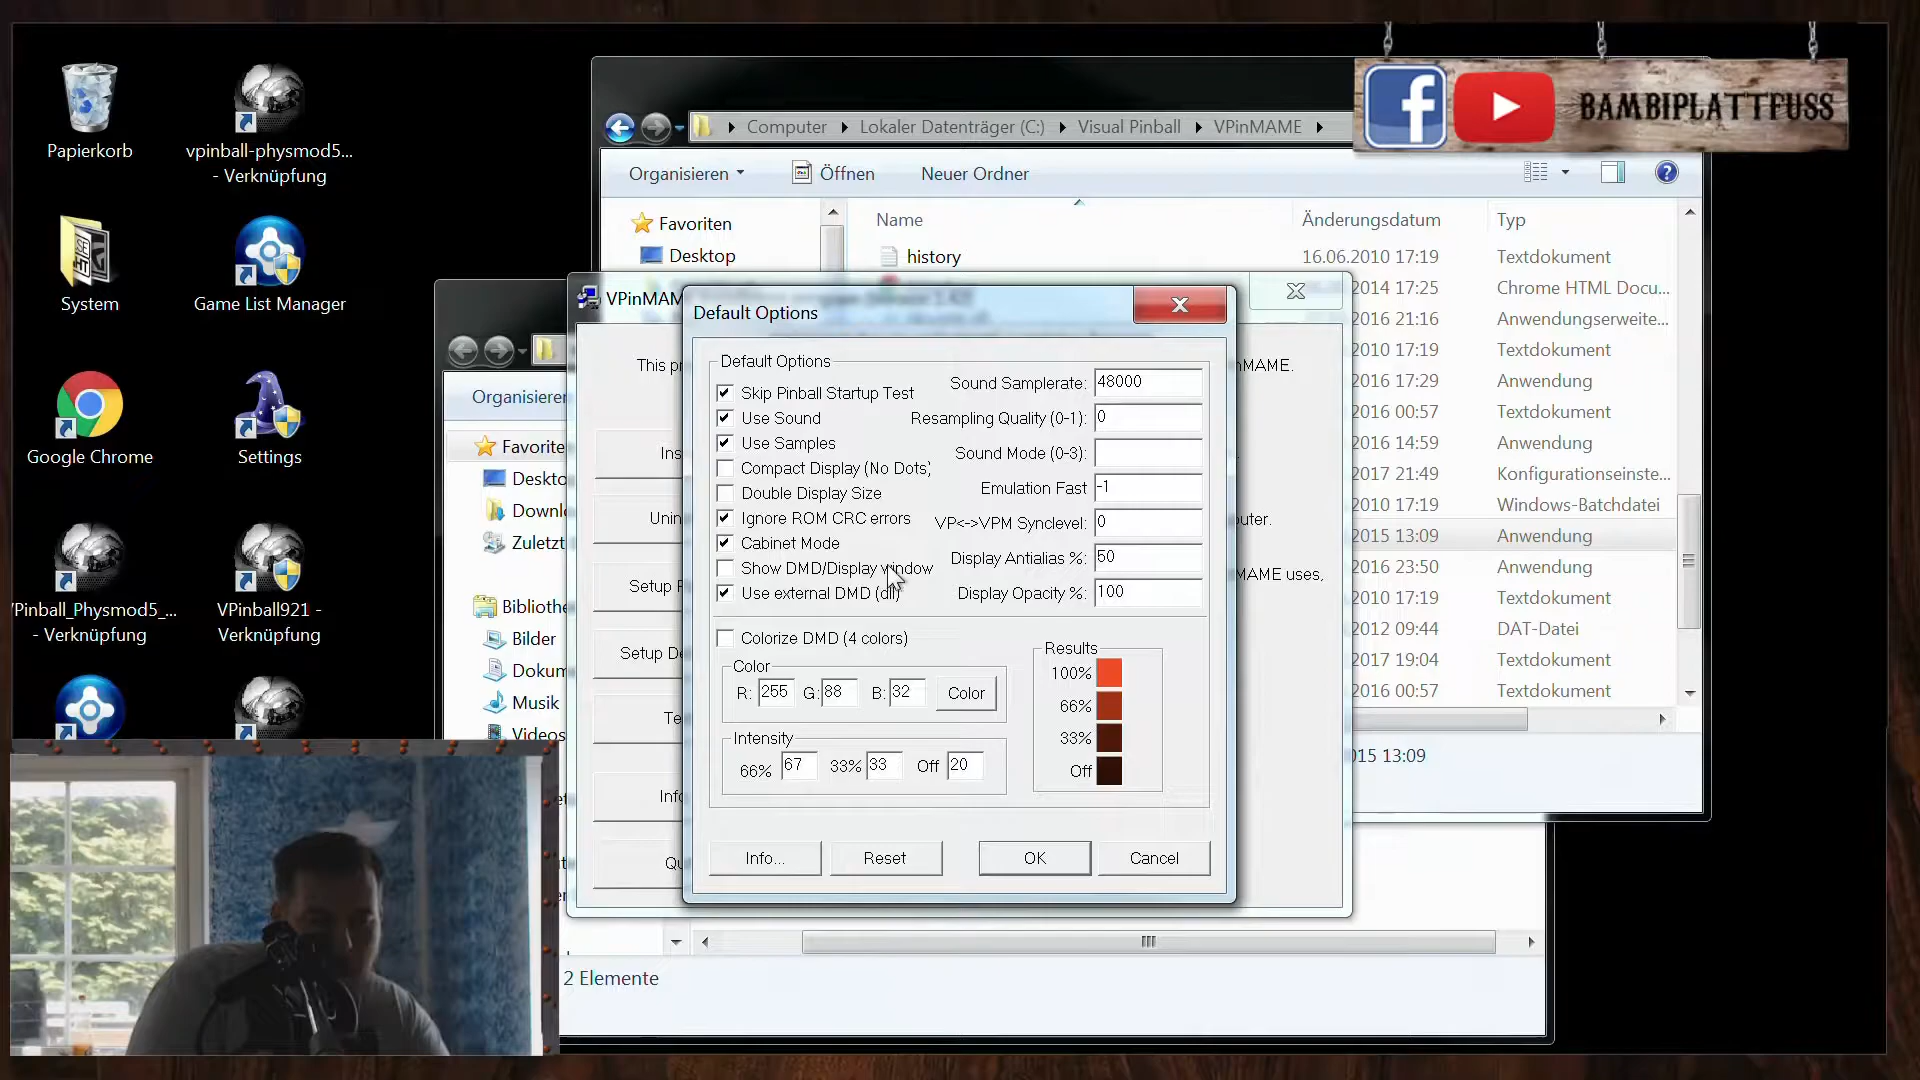 BAMBIPLATTFUSS
Papierkorb
vpinball-physmod5...
- Verknüpfung
System
Game List Manager
Google Chrome
Settings
VPinball921 -
Verknüpfung
Pinball_Physmod5_...
- Verknüpfung
Computer
Lokaler Datenträger (C:)
Visual Pinball
VPinMAME
Organisieren
Öffnen
Neuer Ordner
Favoriten
Desktop
Name
Änderungsdatum
Typ
history
16.06.2010 17:19
Textdokument
2014 17:25
Chrome HTML Docu...
2016 21:16
Anwendungserweite...
2010 17:19
Textdokument
2016 17:29
Anwendung
2016 00:57
Textdokument
2016 14:59
Anwendung
2017 21:49
Konfigurationseinste...
2010 17:19
Windows-Batchdatei
2015 13:09
Anwendung
2016 23:50
Anwendung
2010 17:19
Textdokument
2012 09:44
DAT-Datei
2017 19:04
Textdokument
2016 00:57
Textdokument
015 13:09
Organisieren
Favorite
Deskto
Downl
Zuletzt
Biblioth
Bilder
Dokum
Musik
Videos
2 Elemente
VPinMAM
This pr
MAME.
Ins
Unin
uter.
Setup P
MAME uses,
Setup De
Te
Info
Qu
Default Options
Default Options
Skip Pinball Startup Test
Use Sound
Use Samples
Compact Display (No Dots)
Double Display Size
Ignore ROM CRC errors
Cabinet Mode
Show DMD/Display window
Use external DMD (dll)
Sound Samplerate: 48000
Resampling Quality (0-1): 0
Sound Mode (0-3):
Emulation Fast -1
VP<->VPM Synclevel: 0
Display Antialias %: 50
Display Opacity %: 100
Colorize DMD (4 colors)
Color
R: 255 G: 88 B: 32 Color
Intensity
66% 67 33% 33 Off 20
Results
100%
66%
33%
Off
Info...
Reset
OK
Cancel